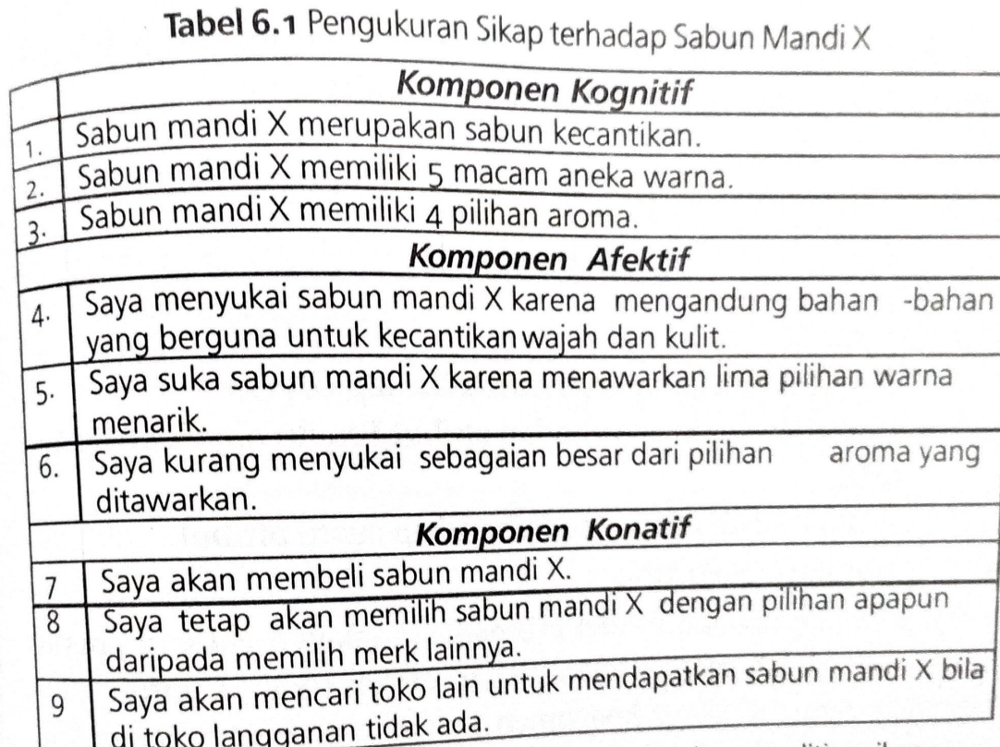 Tabel 6.1 Pengukuran Sikap terhadap Sabun Mandi X
Komponen Kognitif
1. Sabun mandi X merupakan sabun kecantikan.
2. Sabun mandi X memiliki 5 macam aneka warna.
3. Sabun mandi X memiliki 4 pilihan aroma.
Komponen Afektif
4. Saya menyukai sabun mandi X karena mengandung bahan -bahan
yang berguna untuk kecantikan wajah dan kulit.
5. Saya suka sabun mandi X karena menawarkan lima pilihan warna
menarik.
6. Saya kurang menyukai sebagaian besar dari pilihan aroma yang
ditawarkan.
Komponen Konatif
7 Saya akan membeli sabun mandi X.
8 Saya tetap akan memilih sabun mandi X dengan pilihan apapun
daripada memilih merk lainnya.
9 Saya akan mencari toko lain untuk mendapatkan sabun mandi X bila
di toko langganan tidak ada.